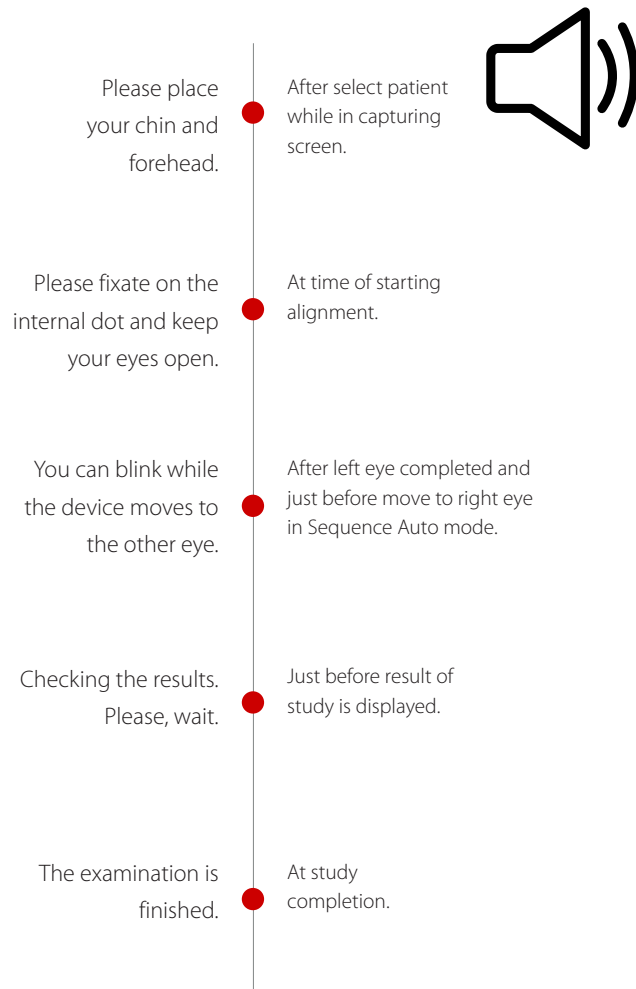 Please place
your chin and
forehead.
After select patient
while in capturing
screen.
Please fixate on the
internal dot and keep
your eyes open.
At time of starting
alignment.
You can blink while
the device moves to
the other eye.
After left eye completed and
just before move to right eye
in Sequence Auto mode.
Checking the results.
Please, wait.
Just before result of
study is displayed.
The examination is
finished.
At study
completion.